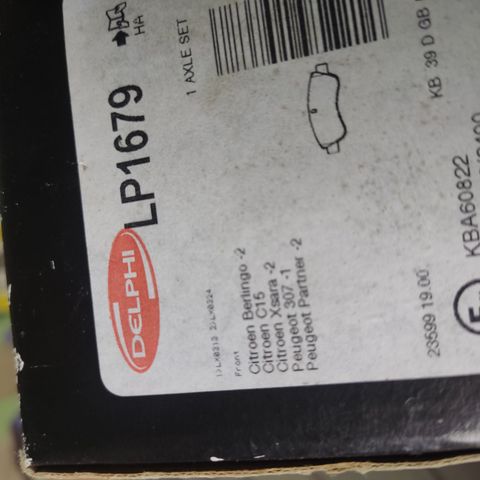 DELPHI
LP1679
HA
1 AXLE SET
Front
Citroen Berlingo -2
Citroen C15
Citroen Xsara -2
Peugeot 307 -1
Peugeot Partner -2
23599 19.00
KB 39 D GB
KBA60822